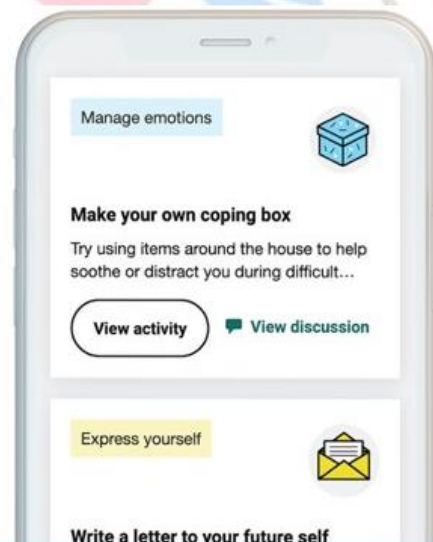 Manage emotions
Make your own coping box
Try using items around the house to help
soothe or distract you during difficult...
View activity
View discussion
Express yourself
Write a letter to your future self